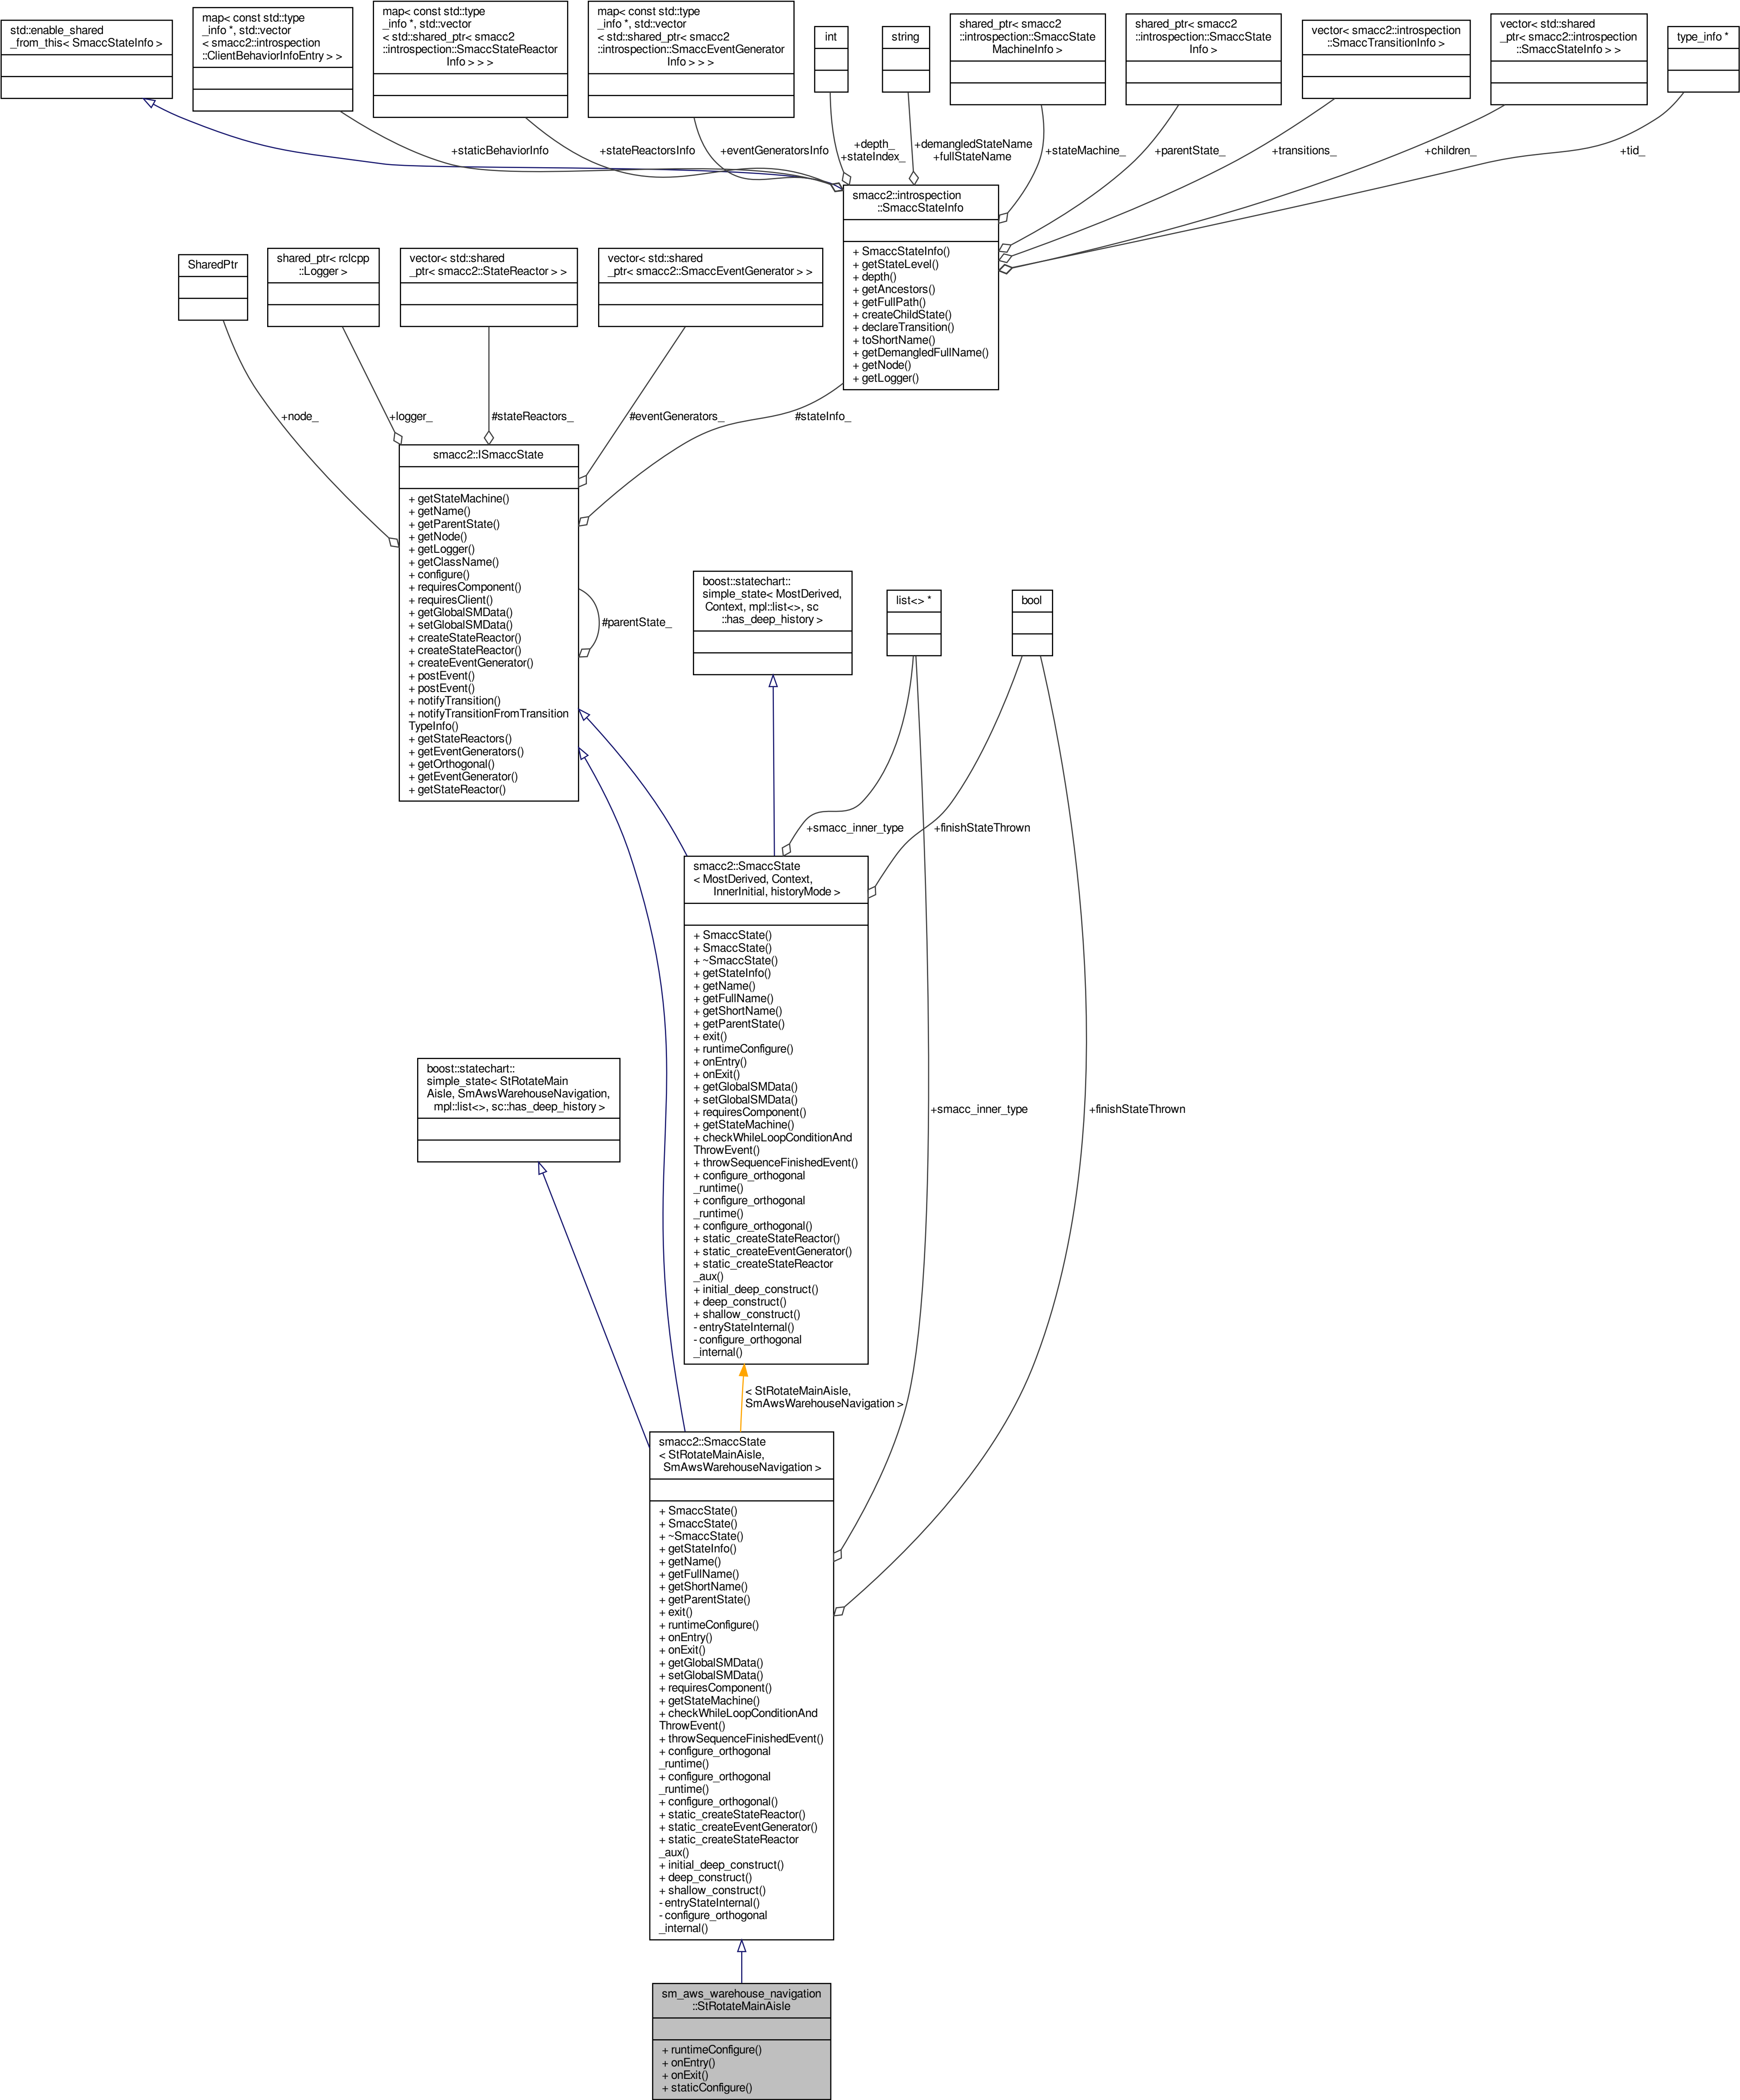 std::enable_shared
_from_this< SmaccStateInfo >
map< const std::type
_info *, std::vector
< smacc2::introspection
::ClientBehaviorInfoEntry > >
map< const std::type
_info *, std::vector
< std::shared_ptr< smacc2
::introspection::SmaccStateReactor
Info > > >
map< const std::type
_info *, std::vector
< std::shared_ptr< smacc2
::introspection::SmaccEventGenerator
Info > > >
int
string
shared_ptr< smacc2
::introspection::SmaccState
MachineInfo >
shared_ptr< smacc2
::introspection::SmaccState
Info >
vector< smacc2::introspection
::SmaccTransitionInfo >
vector< std::shared
_ptr< smacc2::introspection
::SmaccStateInfo > >
type_info *
+staticBehaviorInfo
+stateReactorsInfo
+eventGeneratorsInfo
+depth_
+stateIndex_
+demangledStateName
+fullStateName
+stateMachine_
+parentState_
+transitions_
+children_
+tid_
smacc2::introspection
::SmaccStateInfo
+ SmaccStateInfo()
+ getStateLevel()
+ depth()
+ getAncestors()
+ getFullPath()
+ createChildState()
+ declareTransition()
+ toShortName()
+ getDemangledFullName()
+ getNode()
+ getLogger()
SharedPtr
shared_ptr< rclcpp
::Logger >
vector< std::shared
_ptr< smacc2::StateReactor > >
vector< std::shared
_ptr< smacc2::SmaccEventGenerator > >
+node_
+logger_
#stateReactors_
#eventGenerators_
#stateInfo_
smacc2::ISmaccState
+ getStateMachine()
+ getName()
+ getParentState()
+ getNode()
+ getLogger()
+ getClassName()
+ configure()
+ requiresComponent()
+ requiresClient()
+ getGlobalSMData()
+ setGlobalSMData()
+ createStateReactor()
+ createStateReactor()
+ createEventGenerator()
+ postEvent()
+ postEvent()
+ notifyTransition()
+ notifyTransitionFromTransition
TypeInfo()
+ getStateReactors()
+ getEventGenerators()
+ getOrthogonal()
+ getEventGenerator()
+ getStateReactor()
#parentState_
boost::statechart::
simple_state< MostDerived,
Context, mpl::list<>, sc
::has_deep_history >
list<> *
bool
+smacc_inner_type
+finishStateThrown
smacc2::SmaccState
< MostDerived, Context,
InnerInitial, historyMode >
+ SmaccState()
+ SmaccState()
+ ~SmaccState()
+ getStateInfo()
+ getName()
+ getFullName()
+ getShortName()
+ getParentState()
+ exit()
+ runtimeConfigure()
+ onEntry()
+ onExit()
+ getGlobalSMData()
+ setGlobalSMData()
+ requiresComponent()
+ getStateMachine()
+ checkWhileLoopConditionAnd
ThrowEvent()
+ throwSequenceFinishedEvent()
+ configure_orthogonal
_runtime()
+ configure_orthogonal
_runtime()
+ configure_orthogonal()
+ static_createStateReactor()
+ static_createEventGenerator()
+ static_createStateReactor
_aux()
+ initial_deep_construct()
+ deep_construct()
+ shallow_construct()
- entryStateInternal()
- configure_orthogonal
_internal()
boost::statechart::
simple_state< StRotateMain
Aisle, SmAwsWarehouseNavigation,
mpl::list<>, sc::has_deep_history >
+smacc_inner_type
+finishStateThrown
< StRotateMainAisle,
SmAwsWarehouseNavigation >
smacc2::SmaccState
< StRotateMainAisle,
SmAwsWarehouseNavigation >
+ SmaccState()
+ SmaccState()
+ ~SmaccState()
+ getStateInfo()
+ getName()
+ getFullName()
+ getShortName()
+ getParentState()
+ exit()
+ runtimeConfigure()
+ onEntry()
+ onExit()
+ getGlobalSMData()
+ setGlobalSMData()
+ requiresComponent()
+ getStateMachine()
+ checkWhileLoopConditionAnd
ThrowEvent()
+ throwSequenceFinishedEvent()
+ configure_orthogonal
_runtime()
+ configure_orthogonal
_runtime()
+ configure_orthogonal()
+ static_createStateReactor()
+ static_createEventGenerator()
+ static_createStateReactor
_aux()
+ initial_deep_construct()
+ deep_construct()
+ shallow_construct()
- entryStateInternal()
- configure_orthogonal
_internal()
sm_aws_warehouse_navigation
::StRotateMainAisle
+ runtimeConfigure()
+ onEntry()
+ onExit()
+ staticConfigure()